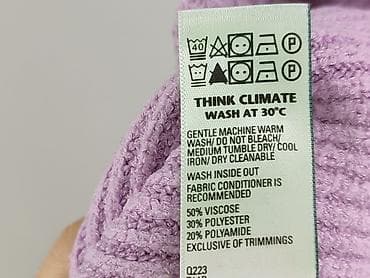 40 P
P
THINK CLIMATE
WASH AT 30°C
GENTLE MACHINE WARM
WASH/ DO NOT BLEACH/
MEDIUM TUMBLE DRY/ COOL
IRON/ DRY CLEANABLE
WASH INSIDE OUT
FABRIC CONDITIONER IS
RECOMMENDED
50% VISCOSE
30% POLYESTER
20% POLYAMIDE
EXCLUSIVE OF TRIMMINGS
Q223